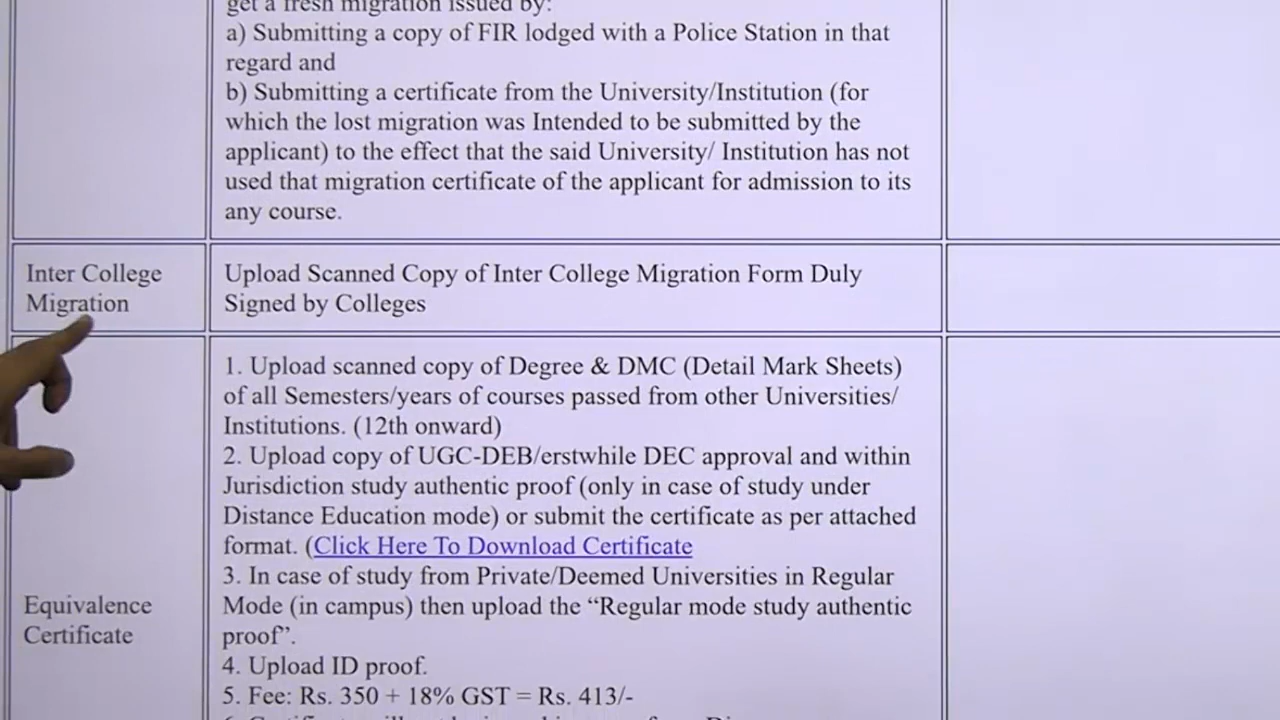 get a fresh migration issued by:
a) Submitting a copy of FIR lodged with a Police Station in that
regard and
b) Submitting a certificate from the University/Institution (for
which the lost migration was Intended to be submitted by the
applicant) to the effect that the said University/ Institution has not
used that migration certificate of the applicant for admission to its
any course.
Inter College
Migration
Upload Scanned Copy of Inter College Migration Form Duly
Signed by Colleges
Equivalence
Certificate
1. Upload scanned copy of Degree & DMC (Detail Mark Sheets)
of all Semesters/years of courses passed from other Universities/
Institutions. (12th onward)
2. Upload copy of UGC-DEB/erstwhile DEC approval and within
Jurisdiction study authentic proof (only in case of study under
Distance Education mode) or submit the certificate as per attached
format. (Click Here To Download Certificate
3. In case of study from Private/Deemed Universities in Regular
Mode (in campus) then upload the “Regular mode study authentic
proof”.
4. Upload ID proof.
5. Fee: Rs. 350 + 18% GST = Rs. 413/-